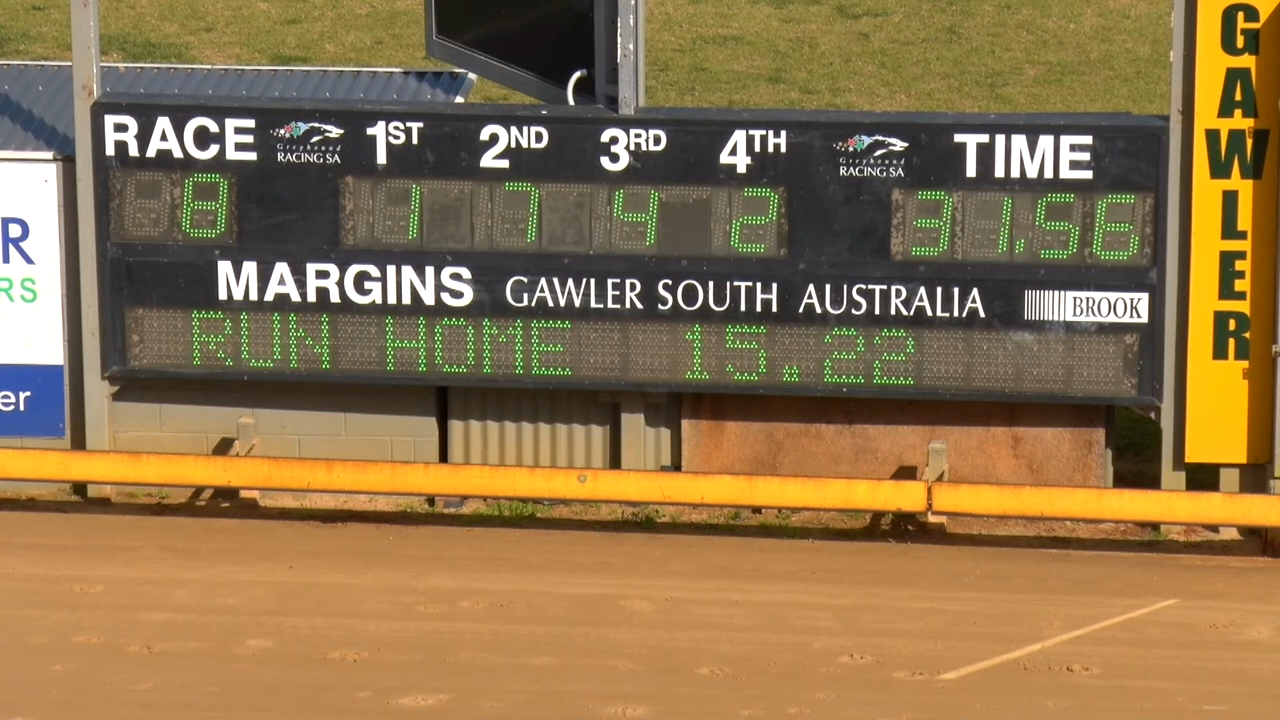 RACE Greyhound RACING SA 1ST 2ND 3RD 4TH Greyhound RACING SA TIME
8 1 7 4 2 31.56
MARGINS GAWLER SOUTH AUSTRALIA BROOK
RUN HOME 15.22
GAWLER
R
RS
er